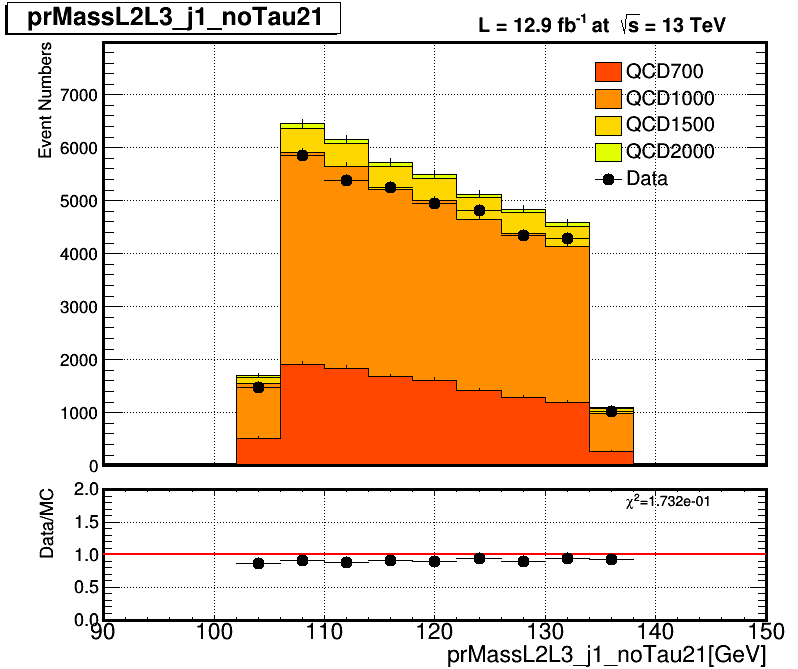 prMassL2L3_j1_noTau21
L = 12.9 fb-1 at √s = 13 TeV
Event Numbers
7000
6000
5000
4000
3000
2000
1000
0
QCD700
QCD1000
QCD1500
QCD2000
Data
Data/MC
2.0
1.5
1.0
0.5
0.0
χ2=1.732e-01
90 100 110 120 130 140 150
prMassL2L3_j1_noTau21[GeV]